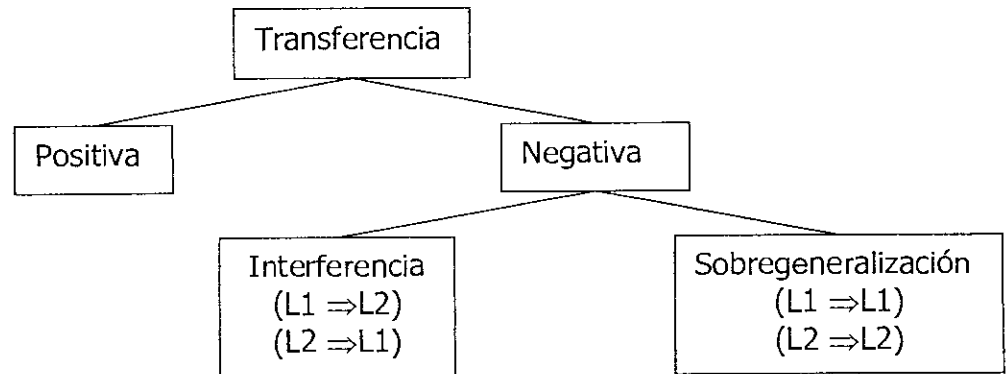 Transferencia
Positiva
Negativa
Interferencia
(L1 ⇒L2)
(L2 ⇒L1)
Sobregeneralización
(L1 ⇒L1)
(L2 ⇒L2)